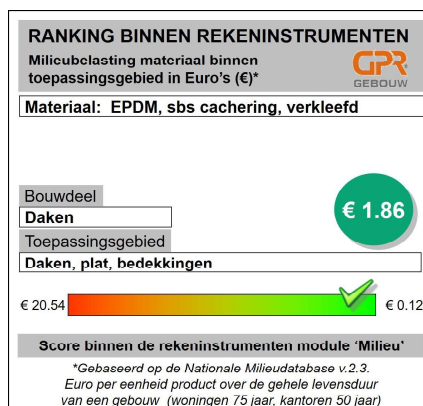 RANKING BINNEN REKENINSTRUMENTEN
Milieubelasting materiaal binnen
toepassingsgebied in Euro's (€)*
GPR
GEBOUW
Materiaal: EPDM, sbs cachering, verkleefd
Bouwdeel
Daken
€ 1.86
Toepassingsgebied
Daken, plat, bedekkingen
€ 20.54
€ 0.12
Score binnen de rekeninstrumenten module 'Milieu'
*Gebaseerd op de Nationale Milieudatabase v.2.3.
Euro per eenheid product over de gehele levensduur
van een gebouw (woningen 75 jaar, kantoren 50 jaar)